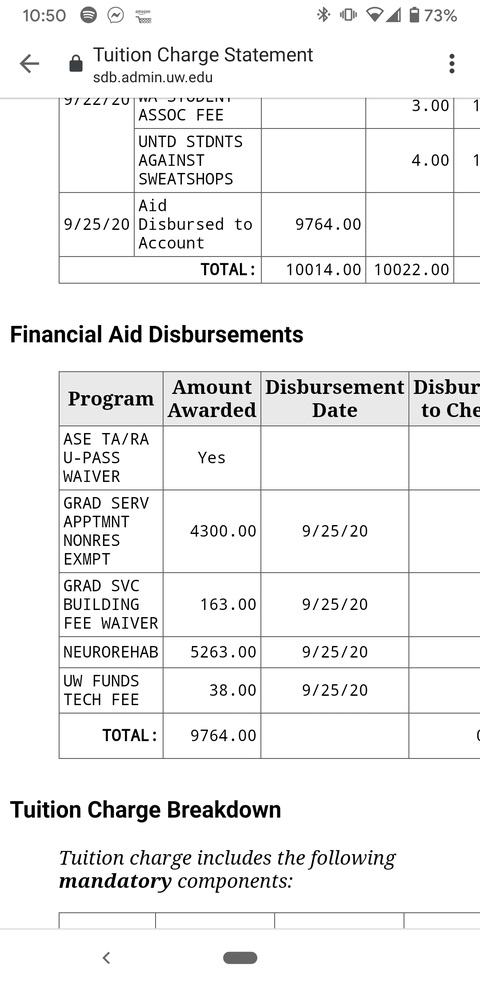 10:50
73%
Tuition Charge Statement
sdb.admin.uw.edu
9/22/20
WA STUDENT
ASSOC FEE
3.00
1
UNTD STDNTS
AGAINST
SWEATSHOPS
4.00
1
9/25/20
Aid
Disbursed to
Account
9764.00
TOTAL:
10014.00
10022.00
Financial Aid Disbursements
Program
Amount
Awarded
Disbursement
Date
Disbur
to Che
ASE TA/RA
U-PASS
WAIVER
Yes
GRAD SERV
APPTMNT
NONRES
EXMPT
4300.00
9/25/20
GRAD SVC
BUILDING
FEE WAIVER
163.00
9/25/20
NEUROREHAB
5263.00
9/25/20
UW FUNDS
TECH FEE
38.00
9/25/20
TOTAL:
9764.00
Tuition Charge Breakdown
Tuition charge includes the following
mandatory components: